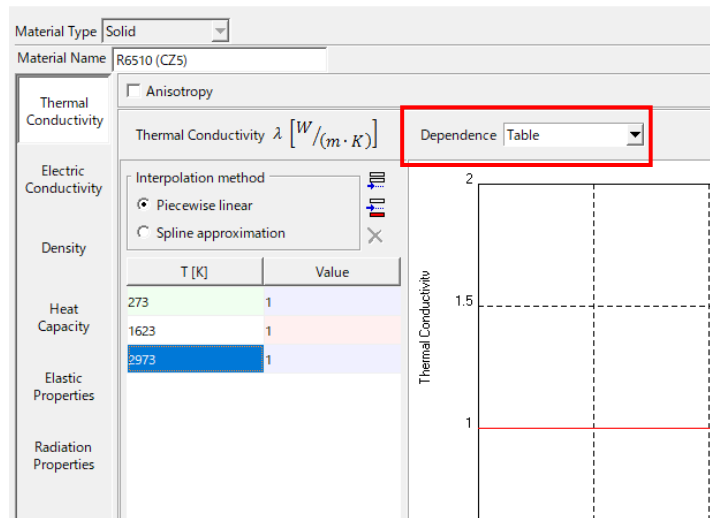 Material Type Solid
Material Name R6510 (CZ5)
Thermal
Conductivity
Anisotropy
Thermal Conductivity λ [W/(m · K)]
Dependence Table
Electric
Conductivity
Density
Heat
Capacity
Elastic
Properties
Radiation
Properties
Interpolation method
Piecewise linear
Spline approximation
T [K] Value
273 1
1623 1
2973 1
Thermal Conductivity
2
1.5
1